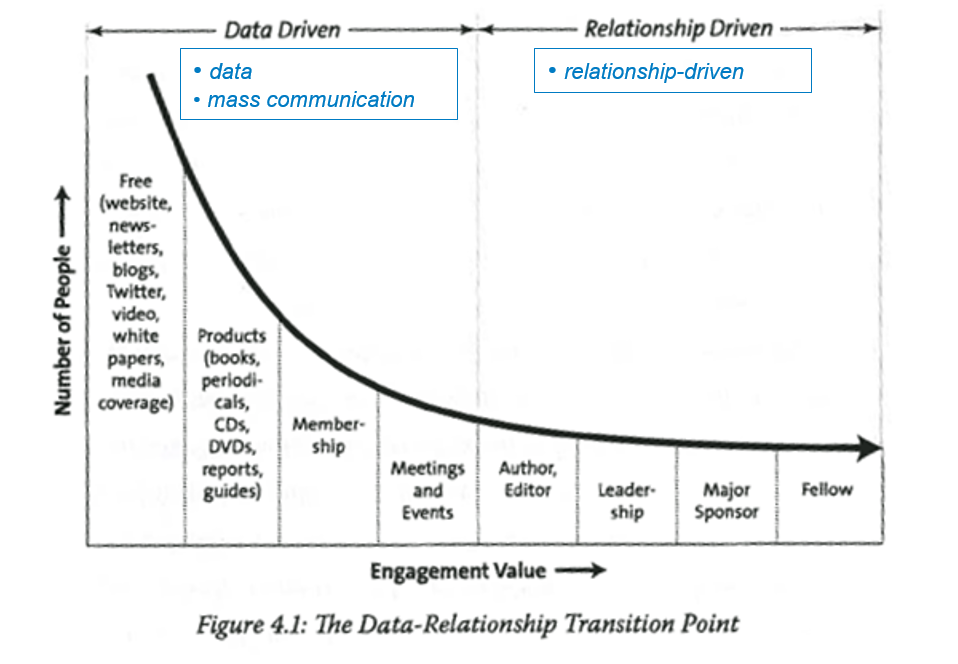 Data Driven
Relationship Driven
• data
• mass communication
• relationship-driven
Number of People
Free
(website,
news-
letters,
blogs,
Twitter,
video,
white
papers,
media
coverage)
Products
(books,
periodi-
cals,
CDs,
DVDs,
reports,
guides)
Member-
ship
Meetings
and
Events
Author,
Editor
Leader-
ship
Major
Sponsor
Fellow
Engagement Value
Figure 4.1: The Data-Relationship Transition Point